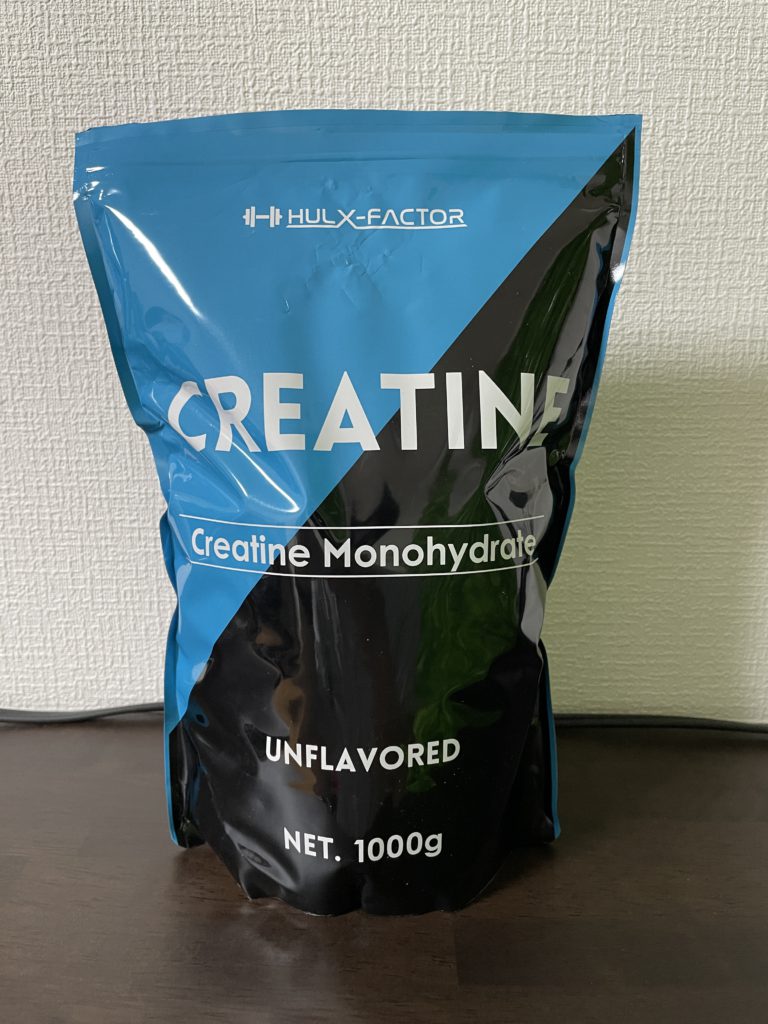 HULX-FACTOR
CREATINE
Creatine Monohydrate
UNFLAVORED
NET. 1000g